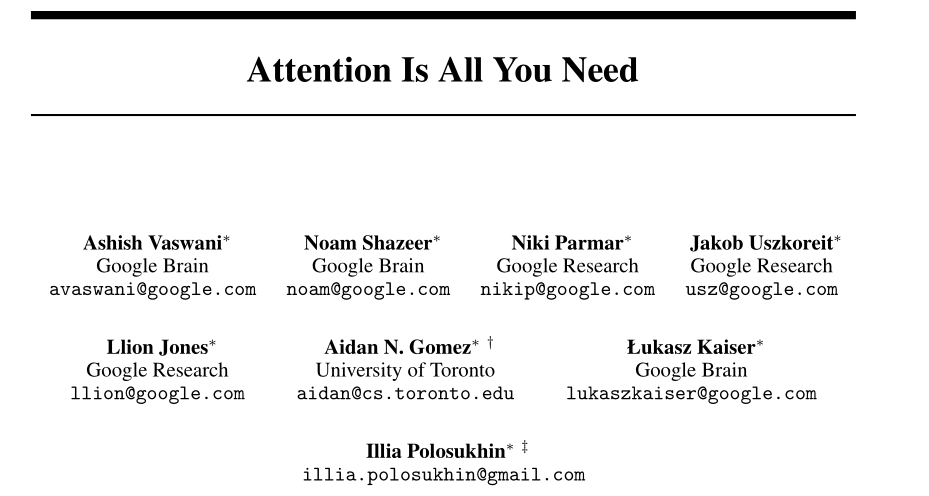 Attention Is All You Need
Ashish Vaswani* Noam Shazeer* Niki Parmar* Jakob Uszkoreit*
Google Brain Google Brain Google Research Google Research
avaswani@google.com noam@google.com nikip@google.com usz@google.com
Llion Jones* Aidan N. Gomez* † Łukasz Kaiser*
Google Research University of Toronto Google Brain
llion@google.com aidan@cs.toronto.edu lukaszkaiser@google.com
Illia Polosukhin* ‡
illia.polosukhin@gmail.com